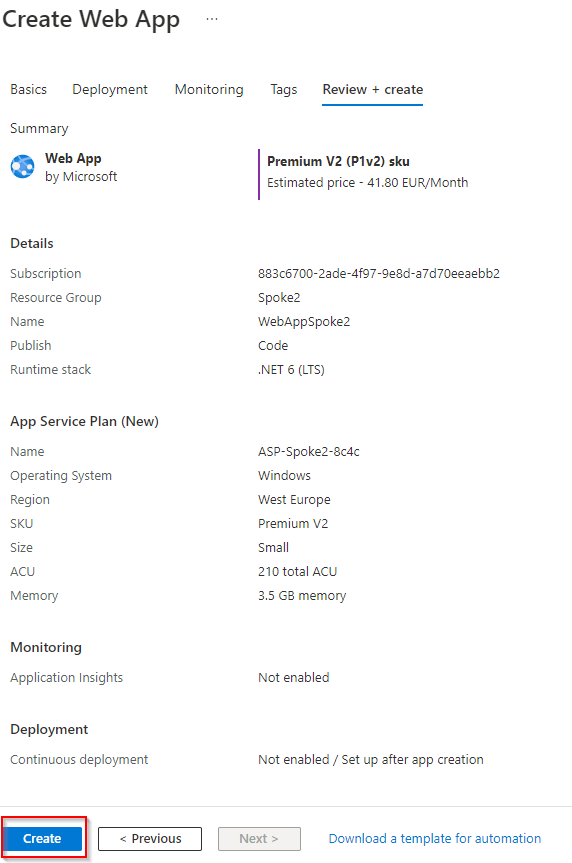 Create Web App ...
Basics Deployment Monitoring Tags Review + create
Summary
Web App
by Microsoft
Premium V2 (P1v2) sku
Estimated price - 41.80 EUR/Month
Details
Subscription 883c6700-2ade-4f97-9e8d-a7d70eeaebb2
Resource Group Spoke2
Name WebAppSpoke2
Publish Code
Runtime stack .NET 6 (LTS)
App Service Plan (New)
Name ASP-Spoke2-8c4c
Operating System Windows
Region West Europe
SKU Premium V2
Size Small
ACU 210 total ACU
Memory 3.5 GB memory
Monitoring
Application Insights Not enabled
Deployment
Continuous deployment Not enabled / Set up after app creation
Create < Previous Next > Download a template for automation